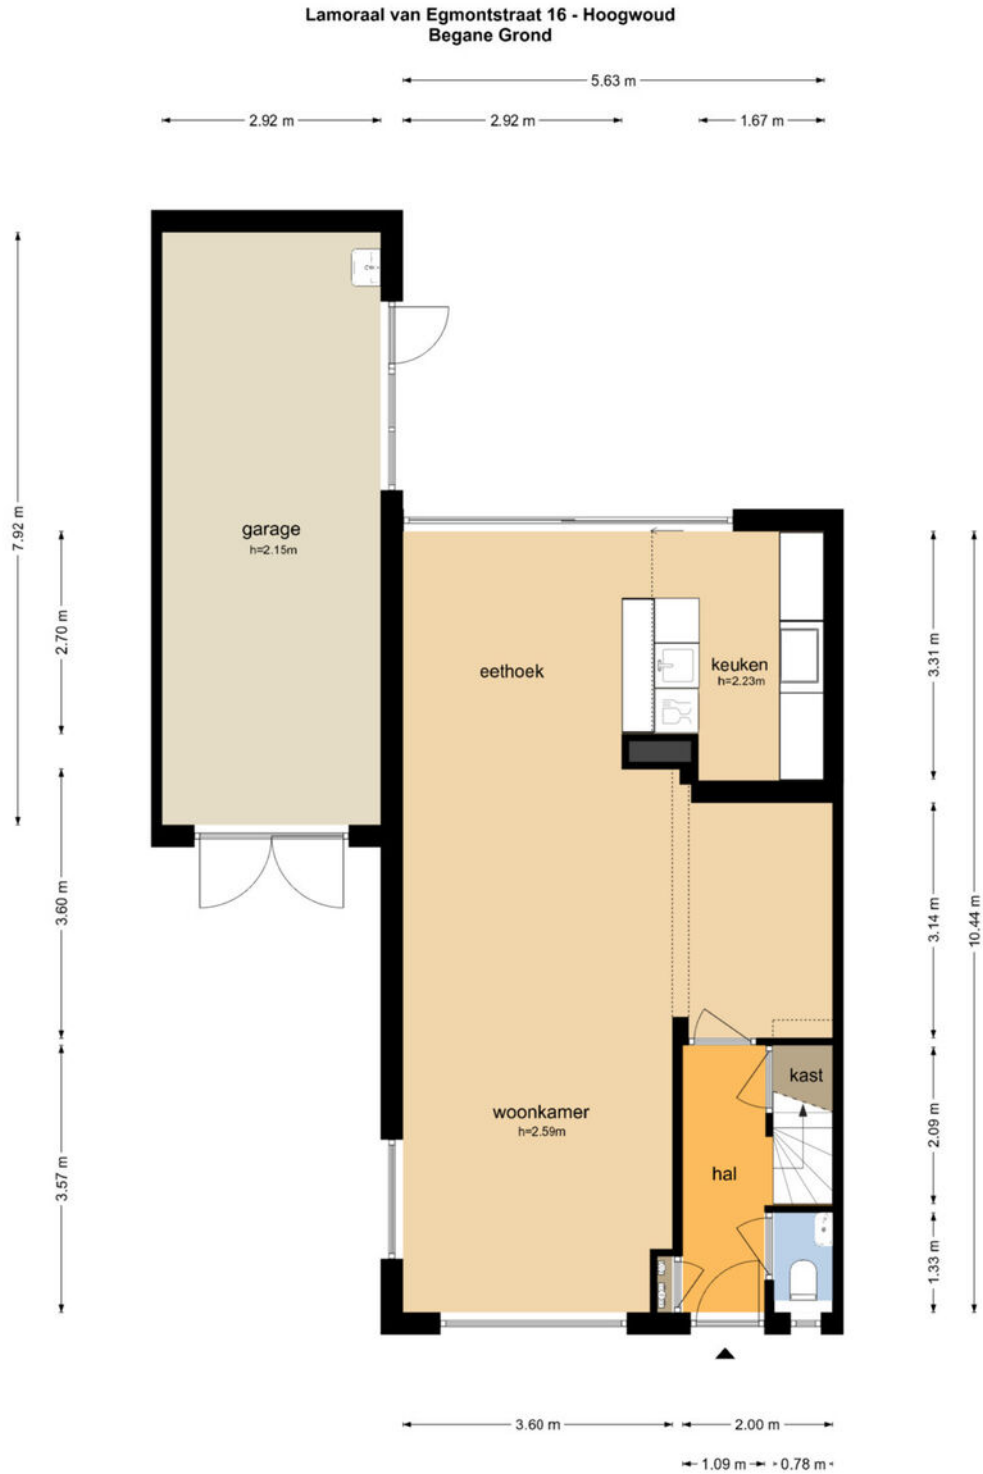 Lamoraal van Egmontstraat 16 - Hoogwoud
Begane Grond
5.63 m
2.92 m
2.92 m
1.67 m
7.92 m
2.70 m
3.60 m
3.57 m
garage
h=2.15m
eethoek
keuken
h=2.23m
3.31 m
3.14 m
10.44 m
2.09 m
1.33 m
kast
woonkamer
h=2.59m
hal
3.60 m
2.00 m
1.09 m
0.78 m